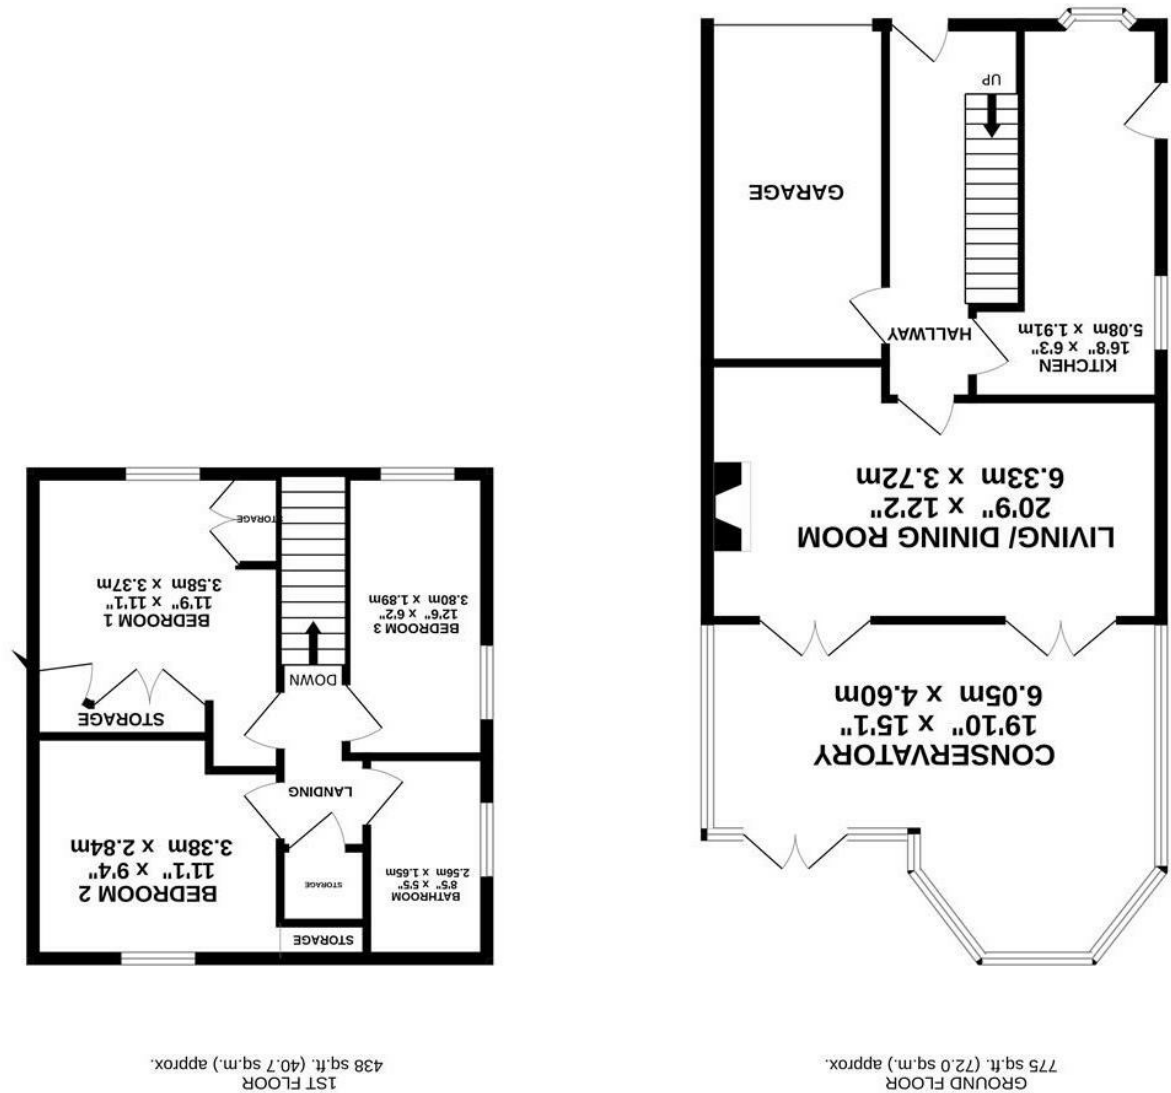 GROUND FLOOR
775 sq.ft. (72.0 sq.m.) approx.
1ST FLOOR
438 sq.ft. (40.7 sq.m.) approx.
CONSERVATORY
19'10" x 15'1"
6.05m x 4.60m
LIVING/ DINING ROOM
20'9" x 12'2"
6.33m x 3.72m
KITCHEN
16'8" x 6'3"
5.08m x 1.91m
HALLWAY
GARAGE
UP
STORAGE
BEDROOM 2
11'1" x 9'4"
3.38m x 2.84m
BATHROOM
8'5" x 5'5"
2.56m x 1.65m
STORAGE
LANDING
STORAGE
DOWN
BEDROOM 3
12'6" x 6'2"
3.80m x 1.89m
BEDROOM 1
11'9" x 11'1"
3.58m x 3.37m
STORAGE